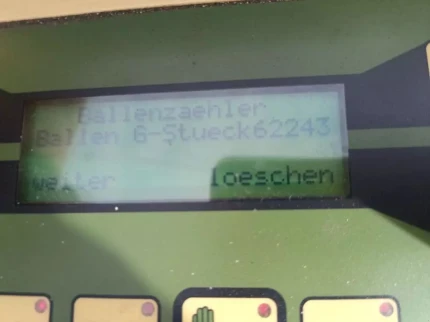 Ballenzaehler
Ballen 6-Stueck62243
weiter loeschen